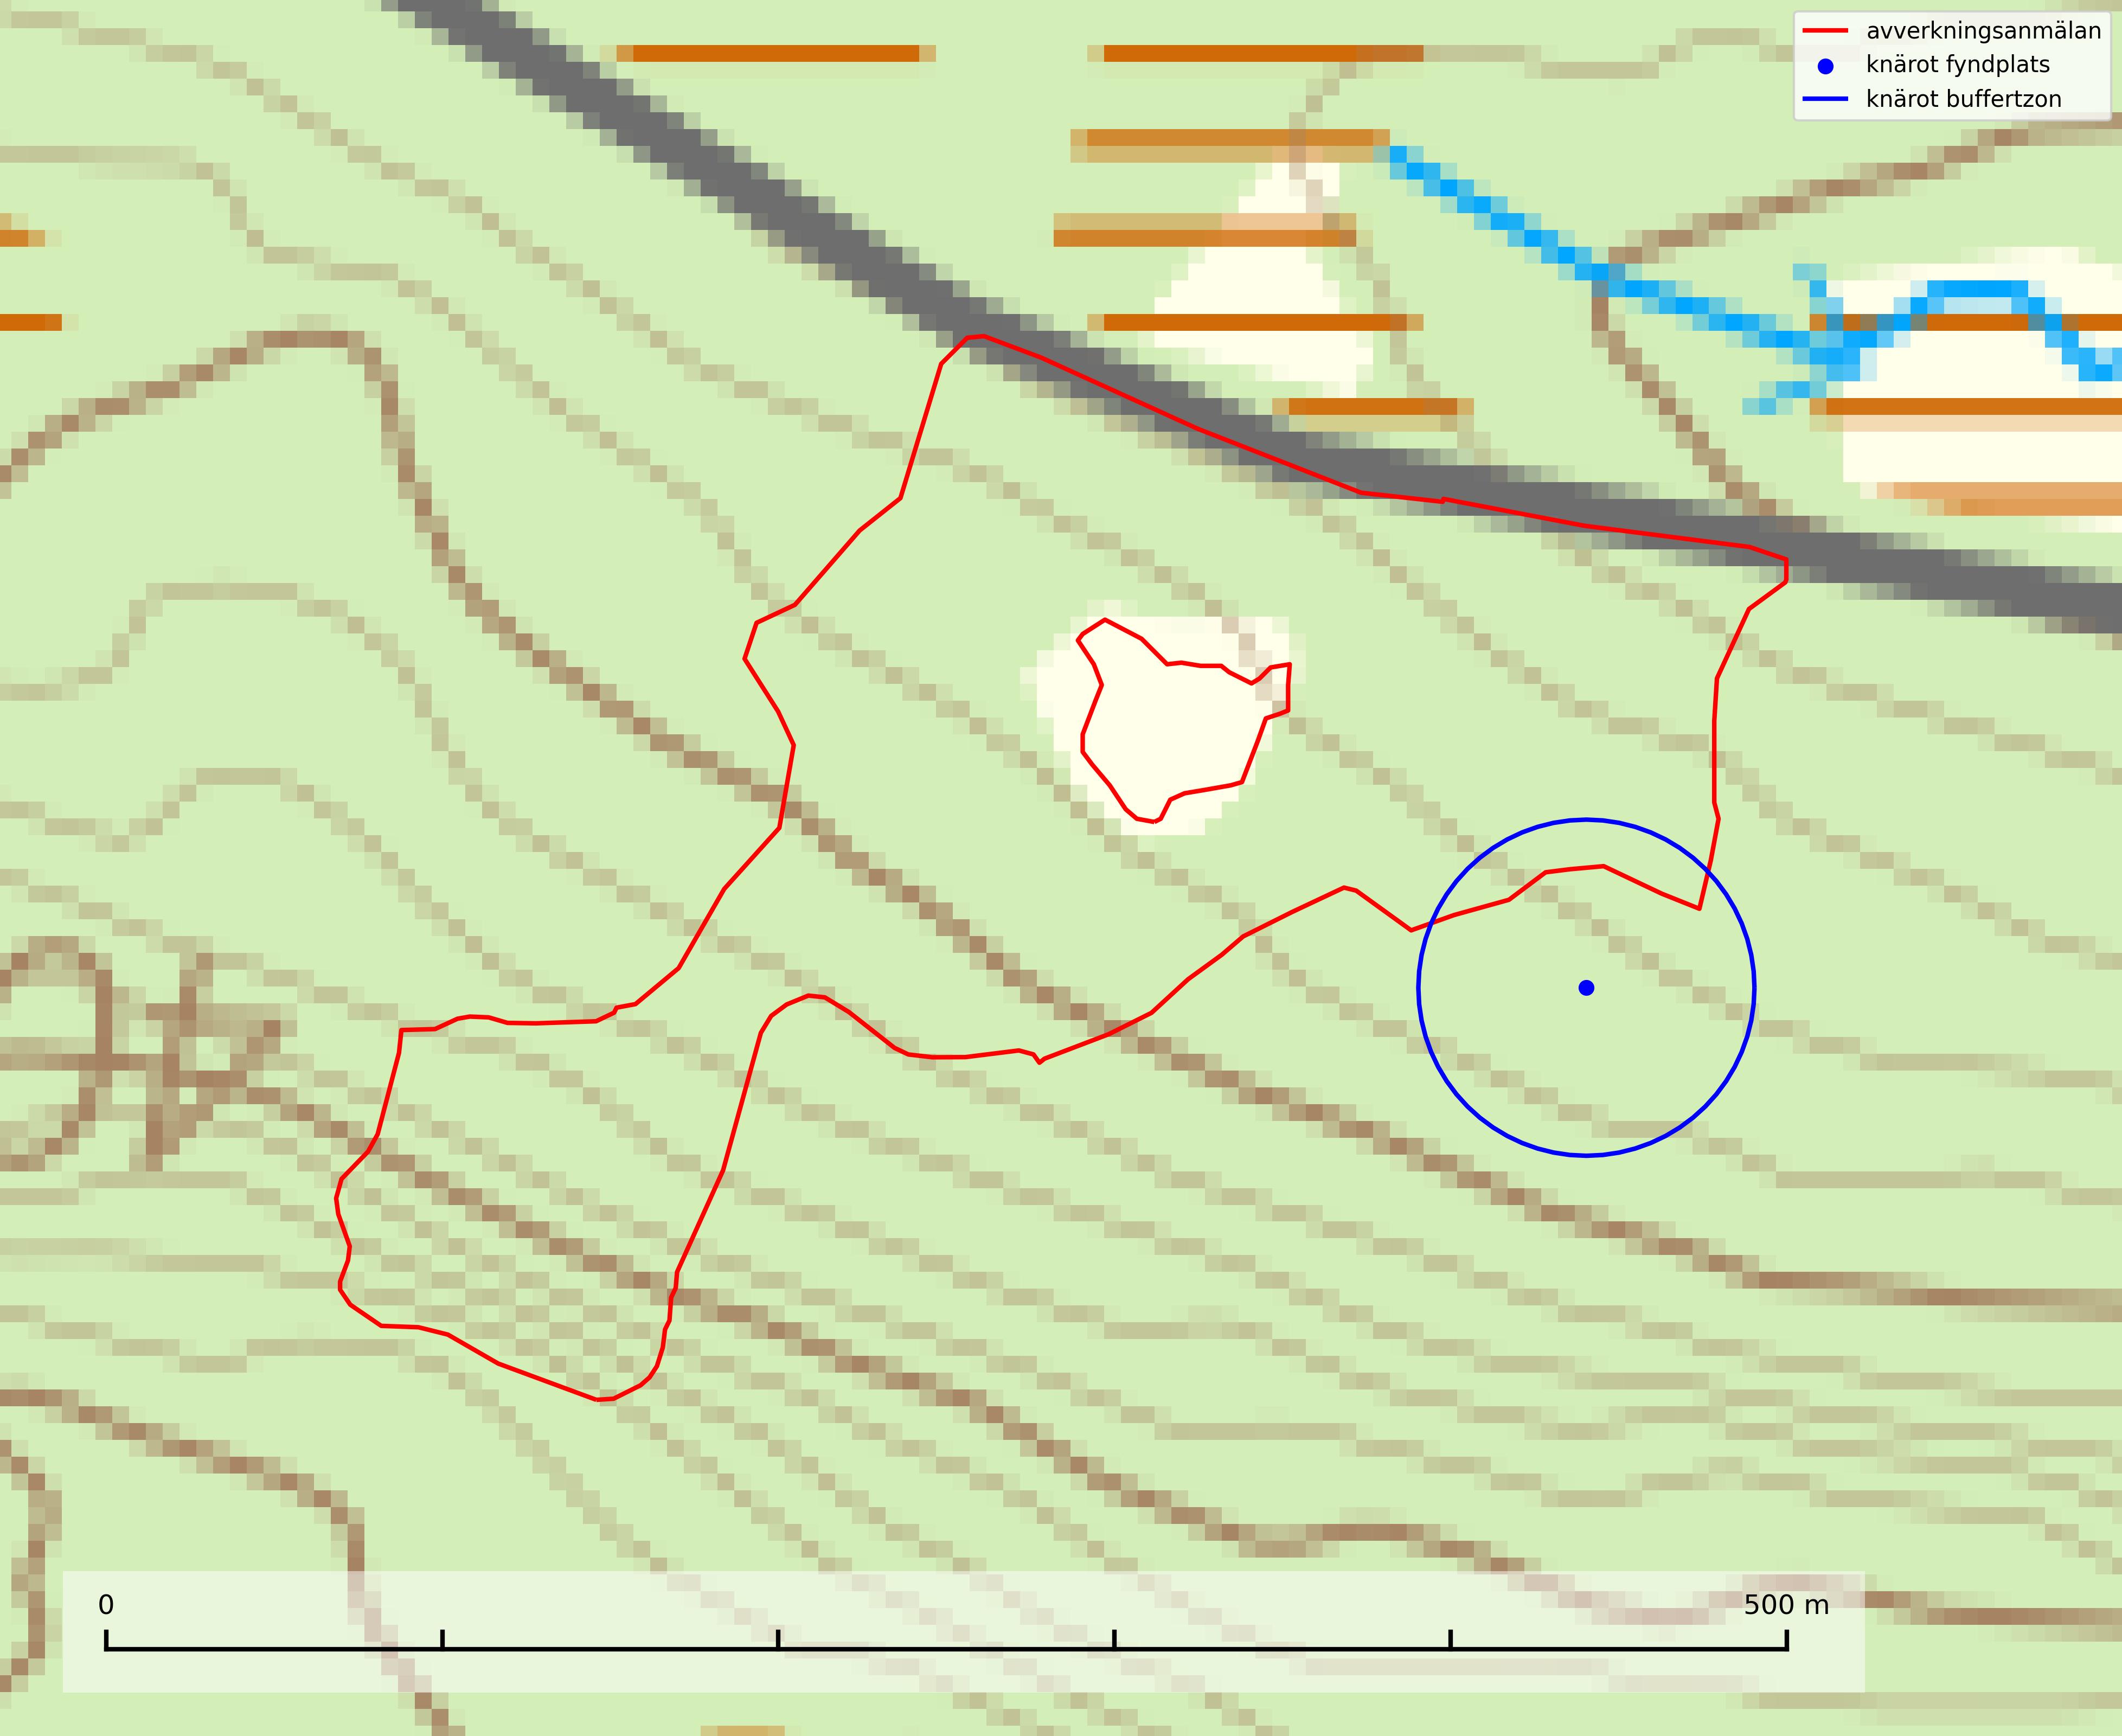 avverkningsanmälan
knärot fyndplats
knärot buffertzon
0 500 m